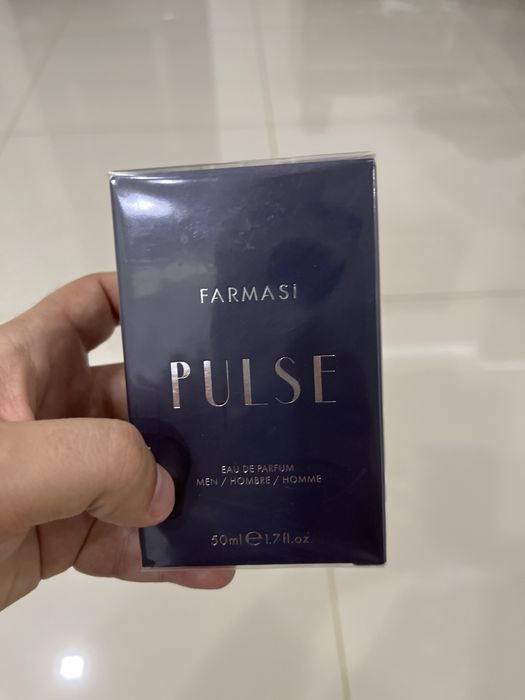 FARMASi
PULSE
EAU DE PARFUM
MEN / HOMBRE / HOMME
50ml e 1.7 fl.oz